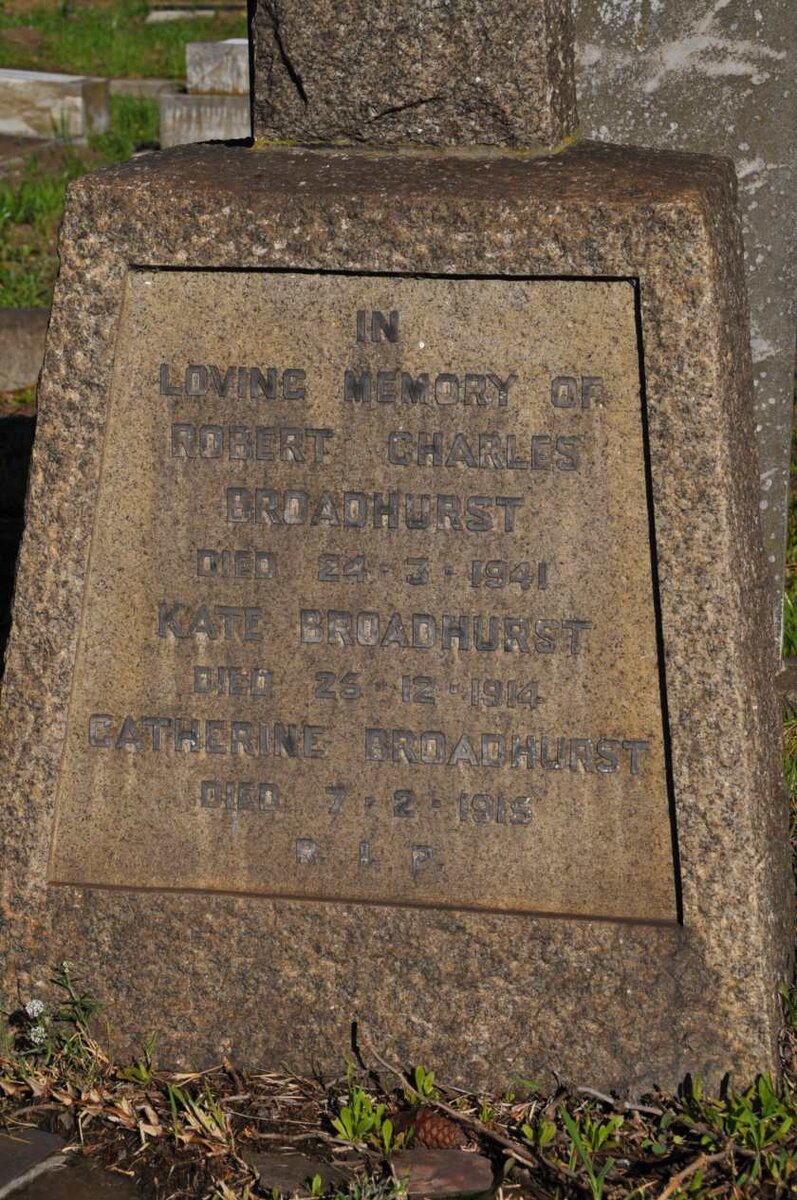 IN
LOVING MEMORY OF
ROBERT CHARLES
BROADHURST
DIED 24·3·1941
KATE BROADHURST
DIED 25·12·1914
CATHERINE BROADHURST
DIED 7·2·1915
R. I. P.